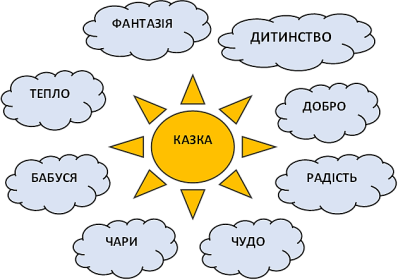 ФАНТАЗІЯ
ДИТИНСТВО
ТЕПЛО
ДОБРО
КАЗКА
БАБУСЯ
РАДІСТЬ
ЧАРИ
ЧУДО